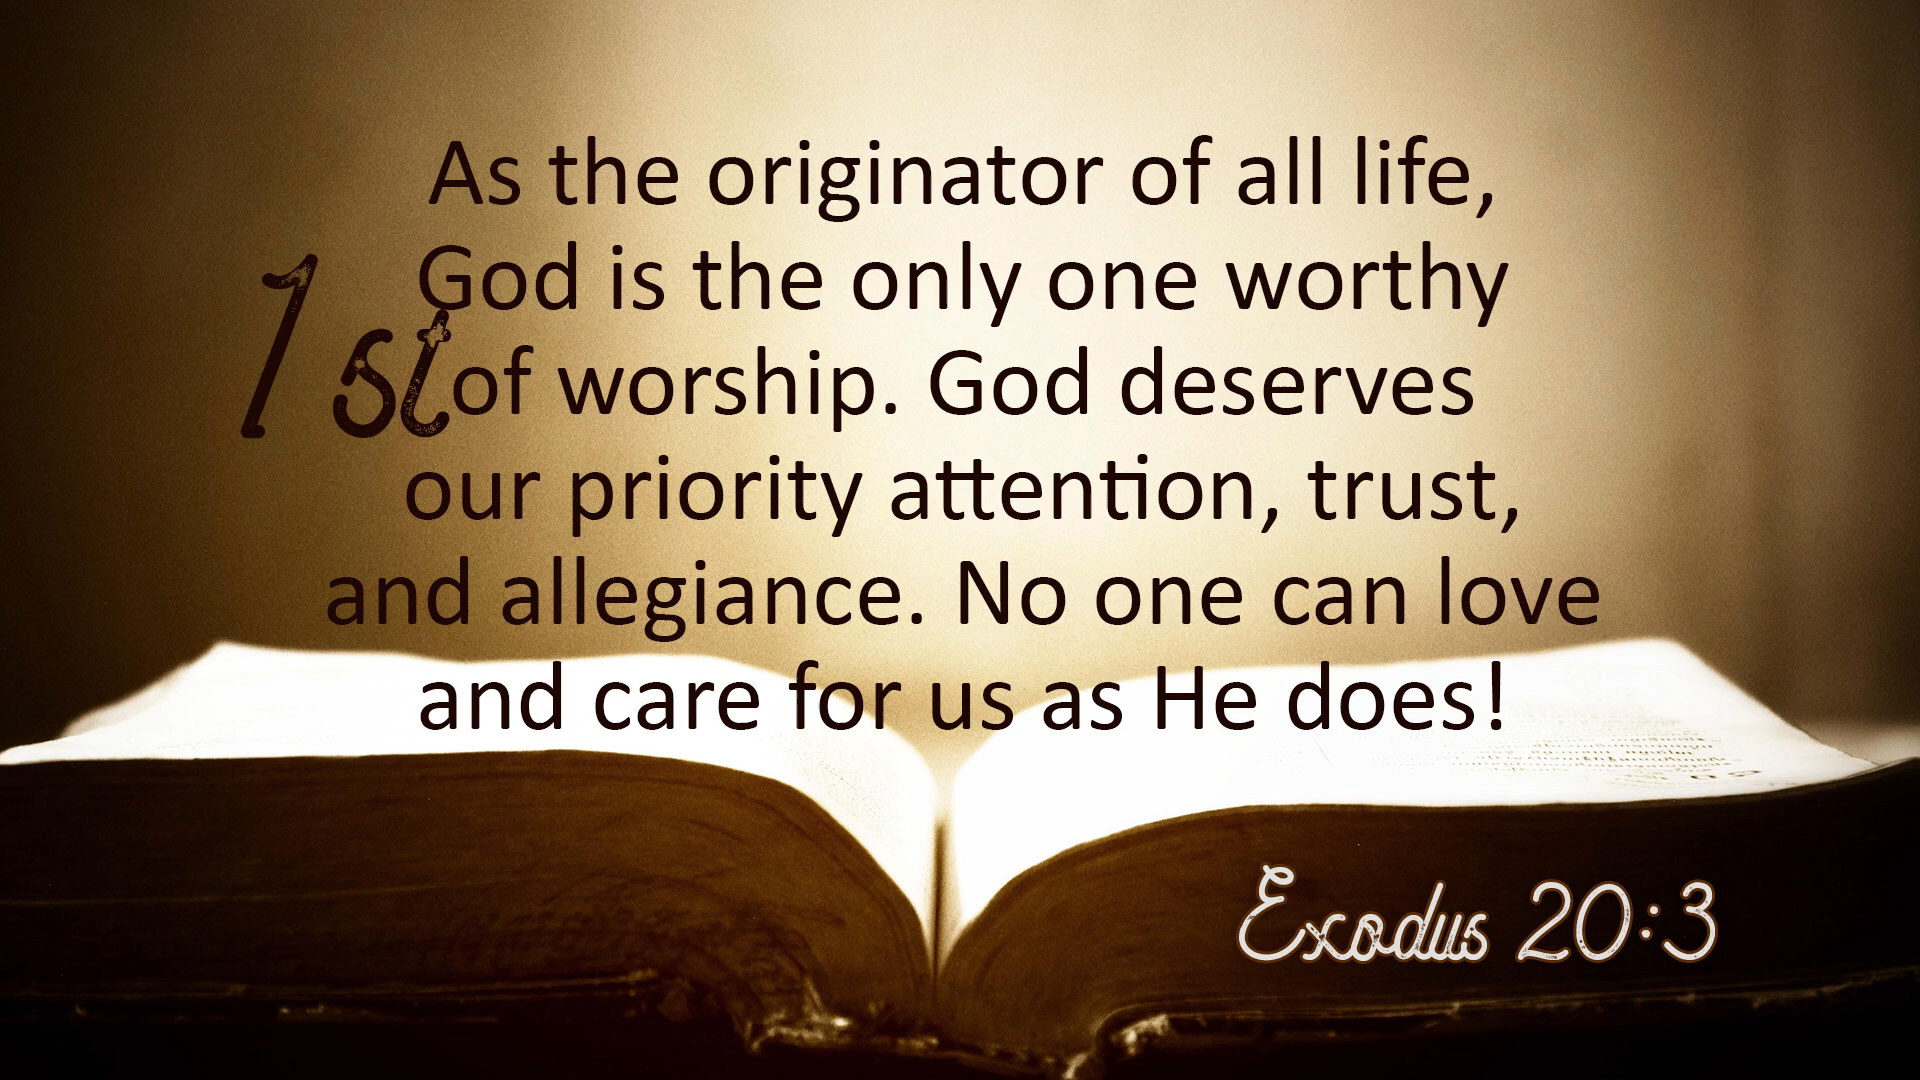 As the originator of all life,
God is the only one worthy
1st
of worship. God deserves
our priority attention, trust,
and allegiance. No one can love
and care for us as He does!
Exodus 20:3